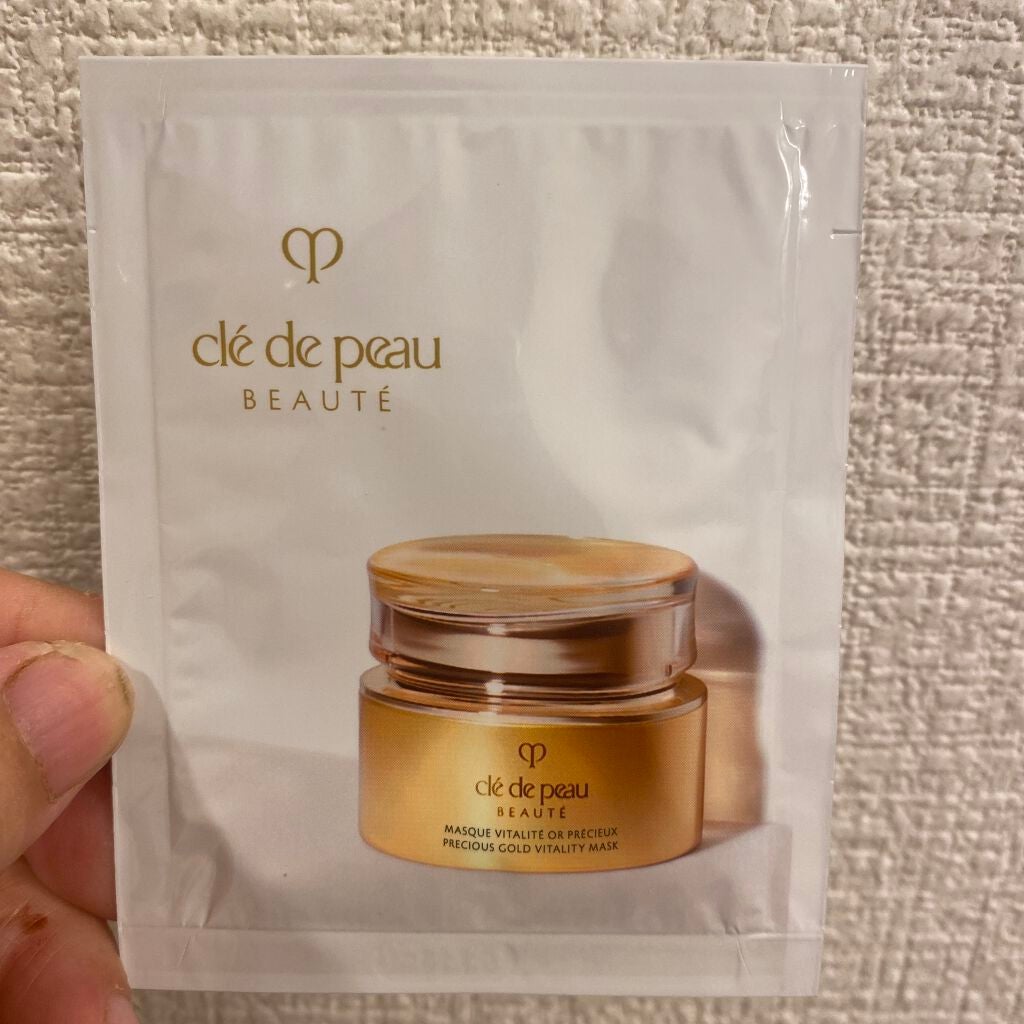 clé de peau
BEAUTÉ
clé de peau
BEAUTÉ
MASQUE VITALITÉ OR PRÉCIEUX
PRECIOUS GOLD VITALITY MASK